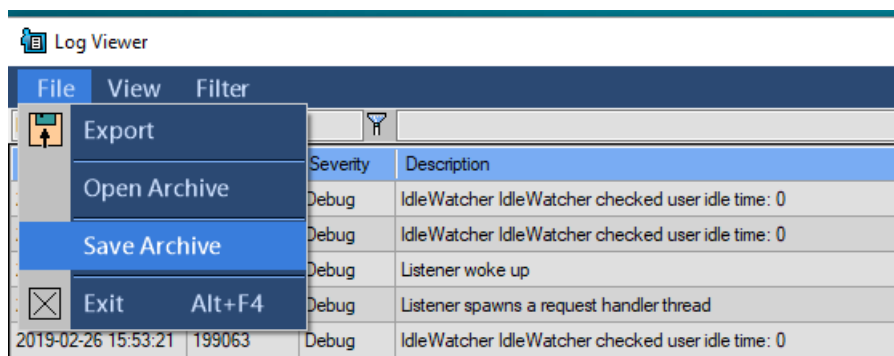 Log Viewer
File View Filter
Export
Severity Description
Open Archive
Debug IdleWatcher IdleWatcher checked user idle time: 0
Save Archive
Debug IdleWatcher IdleWatcher checked user idle time: 0
Debug Listener woke up
Exit Alt+F4
Debug Listener spawns a request handler thread
2019-02-26 15:53:21 199063 Debug IdleWatcher IdleWatcher checked user idle time: 0